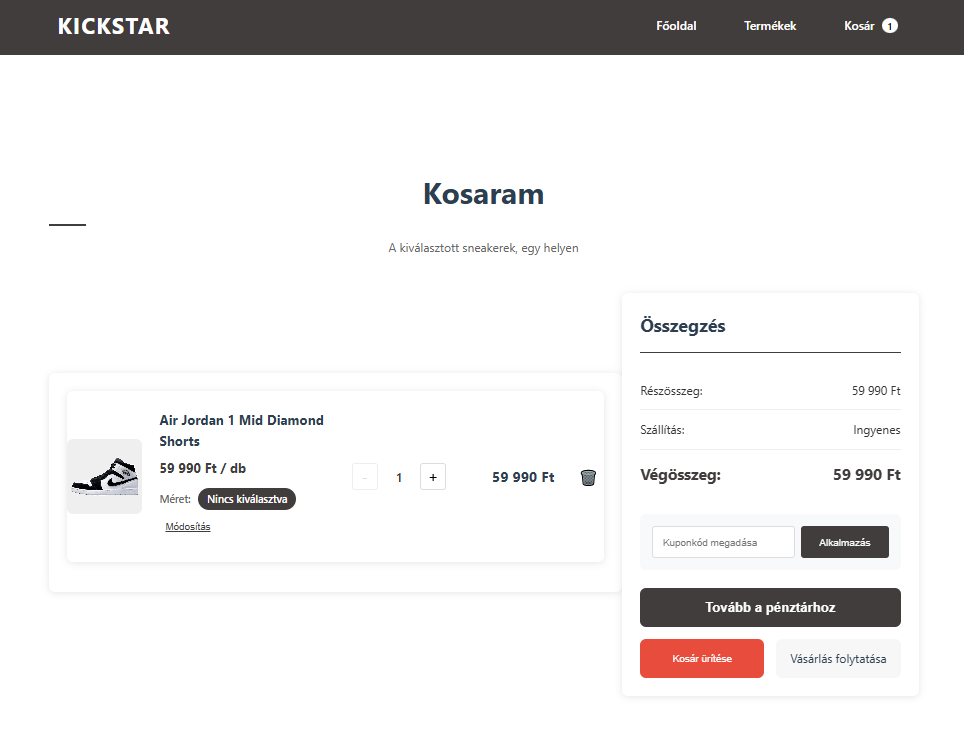 KICKSTAR
Főoldal
Termékek
Kosár 1
Kosaram
A kiválasztott sneakerek, egy helyen
Air Jordan 1 Mid Diamond
Shorts
59 990 Ft / db
Méret: Nincs kiválasztva
Módosítás
-
1
+
59 990 Ft
Összegzés
Részösszeg: 59 990 Ft
Szállítás: Ingyenes
Végösszeg: 59 990 Ft
Kuponkód megadása
Alkalmazás
Tovább a pénztárhoz
Kosár ürítése
Vásárlás folytatása